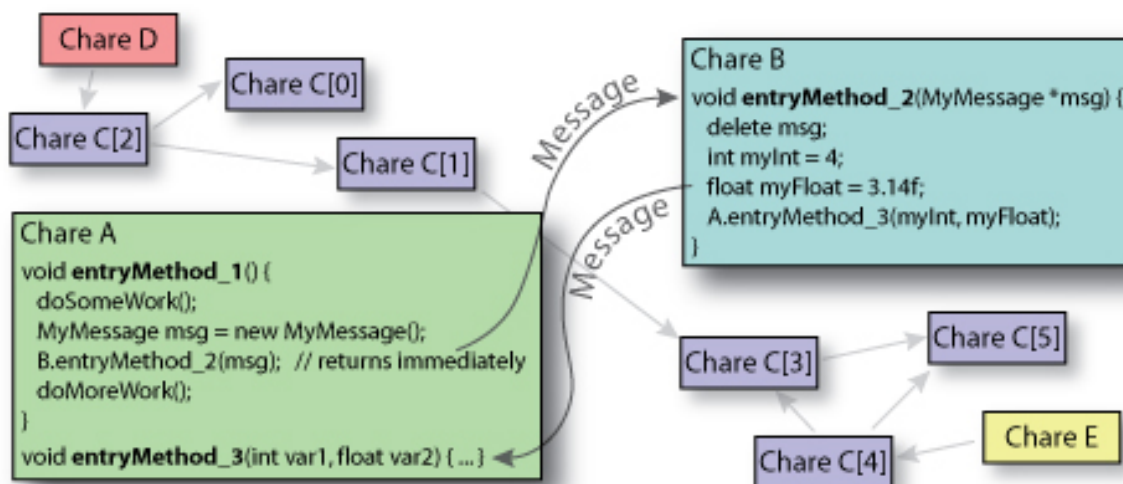 Chare D
Chare C[0]
Chare C[2]
Chare C[1]
Chare A
void entryMethod_1() {
doSomeWork();
MyMessage msg = new MyMessage();
B.entryMethod_2(msg);  // returns immediately
doMoreWork();
}
void entryMethod_3(int var1, float var2) { ... }
Message
Message
Chare B
void entryMethod_2(MyMessage *msg) {
delete msg;
int myInt = 4;
float myFloat = 3.14f;
A.entryMethod_3(myInt, myFloat);
}
Chare C[3]
Chare C[5]
Chare C[4]
Chare E